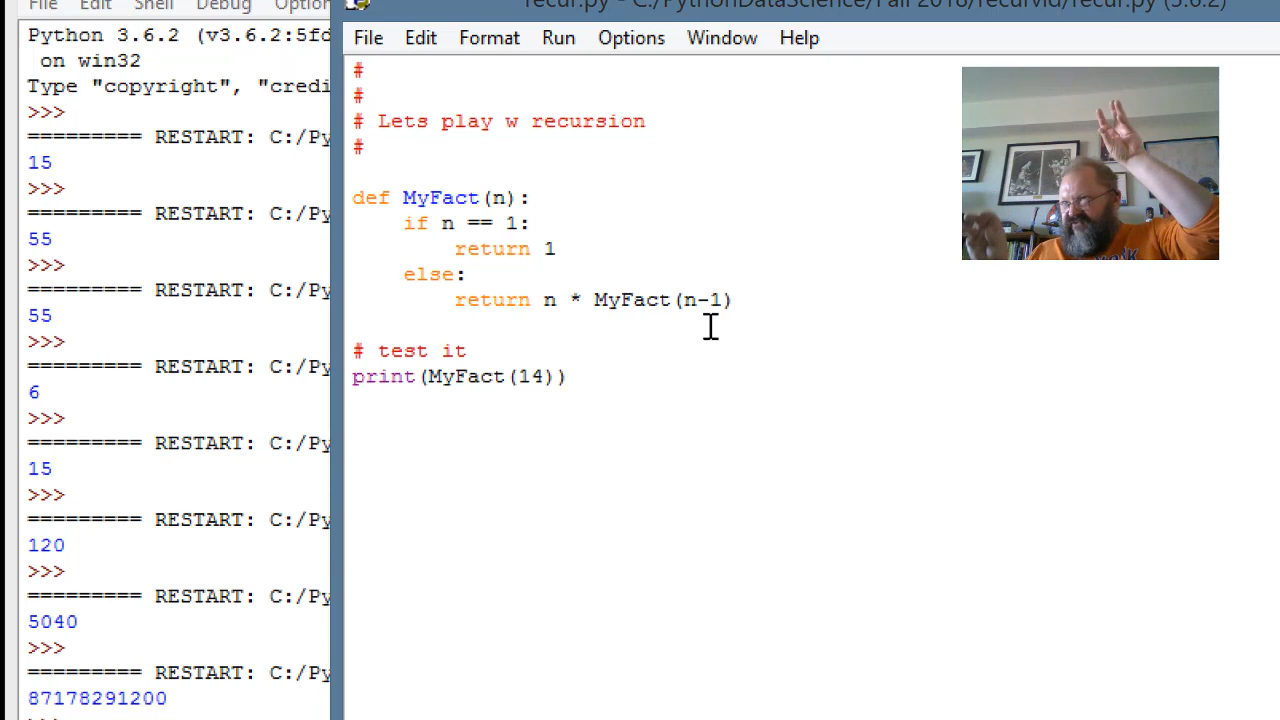 File Edit Shell Debug Option
Python 3.6.2 (v3.6.2:5fd
on win32
Type "copyright", "credi
>>>
========= RESTART: C:/Py
15
>>>
========= RESTART: C:/Py
55
>>>
========= RESTART: C:/Py
55
>>>
========= RESTART: C:/Py
6
>>>
========= RESTART: C:/Py
15
>>>
========= RESTART: C:/Py
120
>>>
========= RESTART: C:/Py
5040
>>>
========= RESTART: C:/Py
87178291200
recur.py - C:/PythonDataScience/Fall 2018/recurvid/recur.py (3.6.2)
File Edit Format Run Options Window Help
#
#
# Lets play w recursion
#
def MyFact(n):
    if n == 1:
        return 1
    else:
        return n * MyFact(n-1)
# test it
print(MyFact(14))